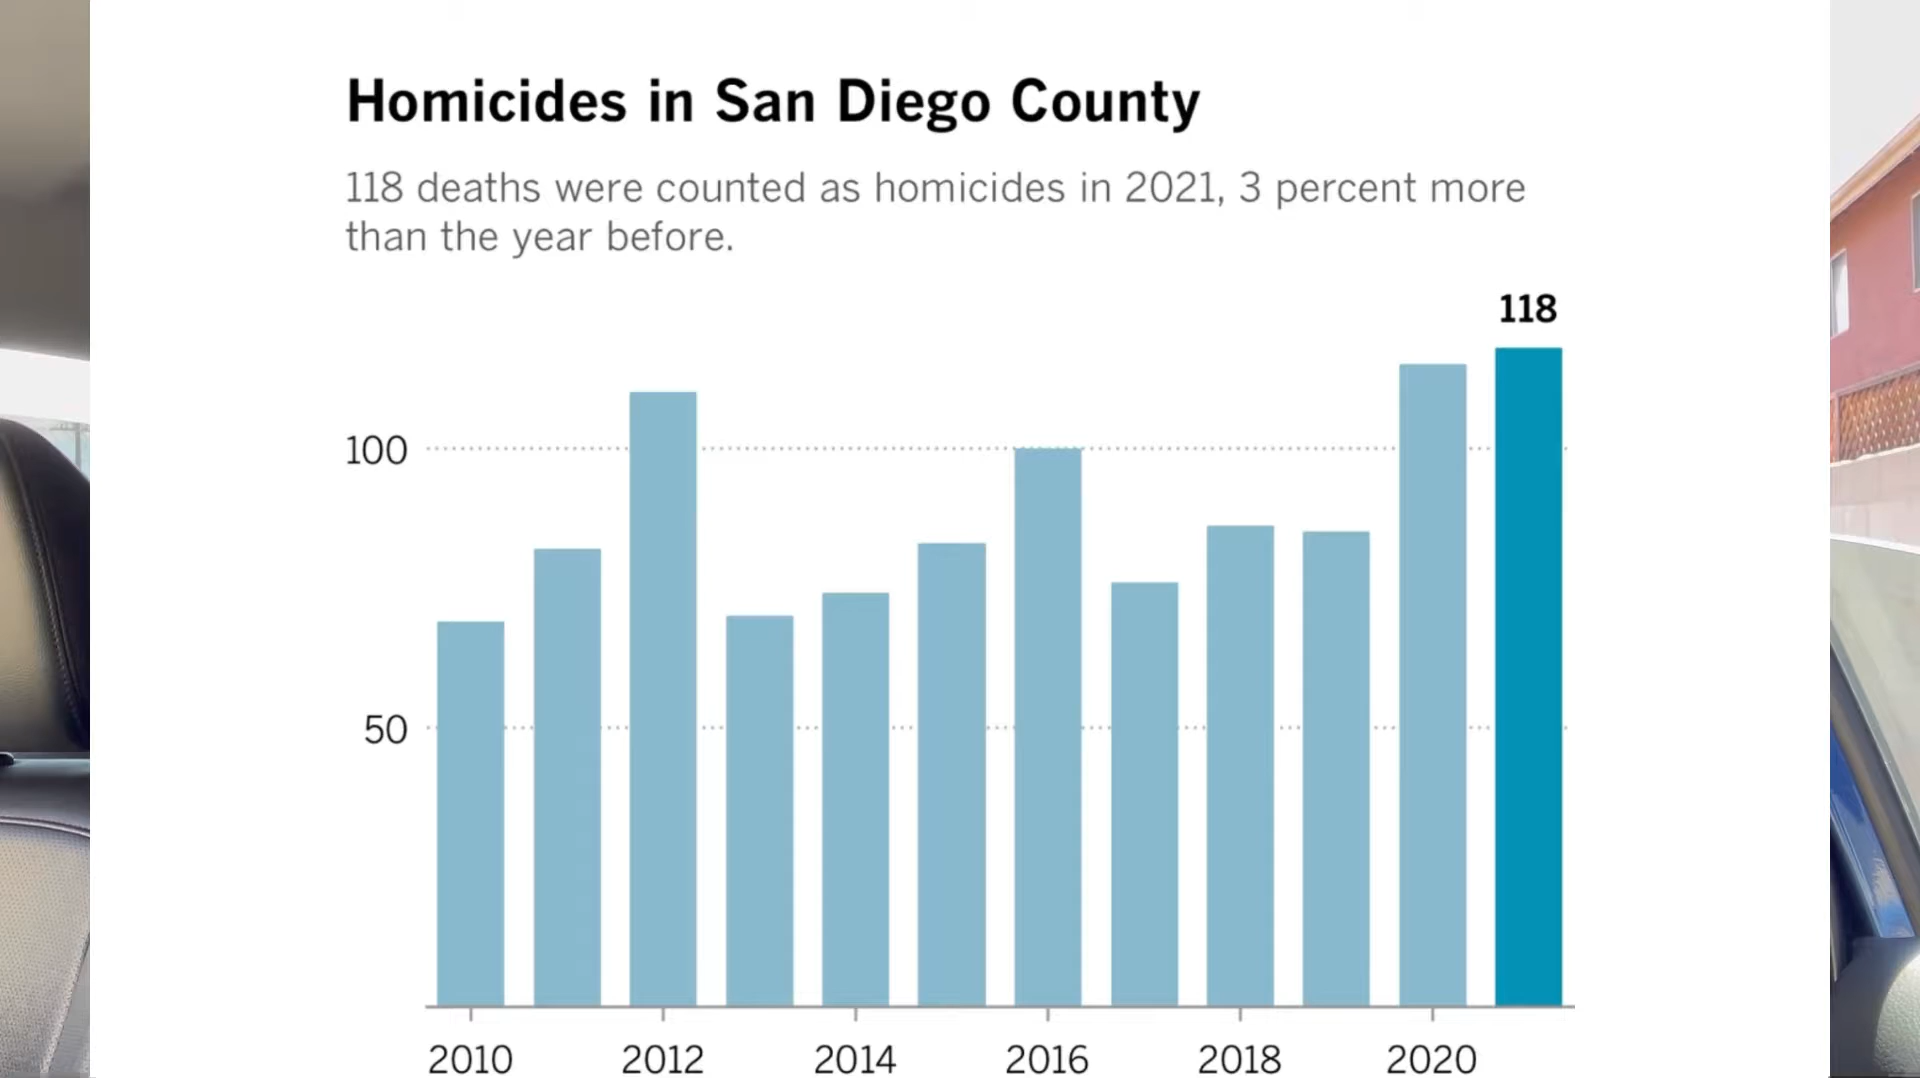 Homicides in San Diego County
118 deaths were counted as homicides in 2021, 3 percent more
than the year before.
118
100
50
2010 2012 2014 2016 2018 2020